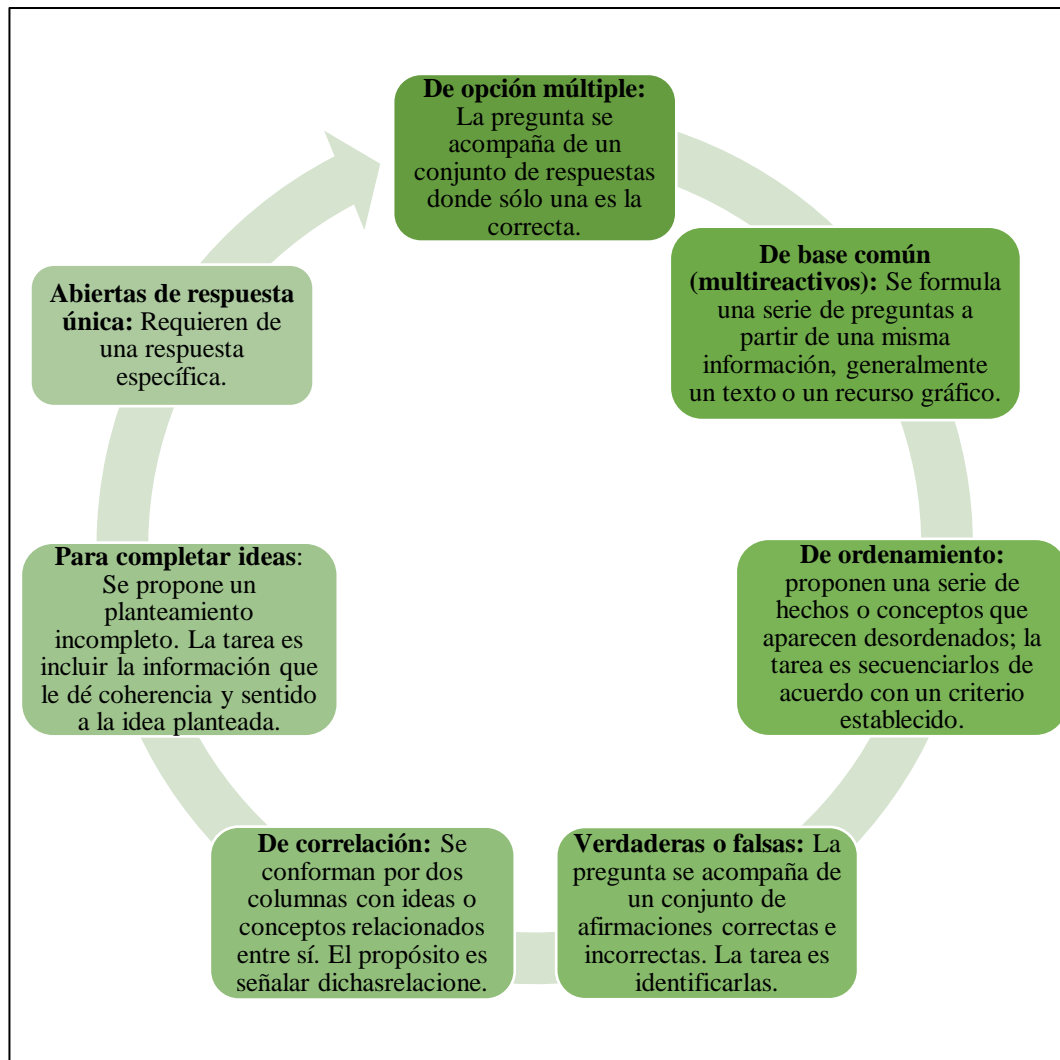 De opción múltiple:
La pregunta se
acompaña de un
conjunto de respuestas
donde sólo una es la
correcta.
De base común
(multireactivos): Se formula
una serie de preguntas a
partir de una misma
información, generalmente
un texto o un recurso gráfico.
De ordenamiento:
proponen una serie de
hechos o conceptos que
aparecen desordenados; la
tarea es secuenciarlos de
acuerdo con un criterio
establecido.
Verdaderas o falsas: La
pregunta se acompaña de
un conjunto de
afirmaciones correctas e
incorrectas. La tarea es
identificarlas.
De correlación: Se
conforman por dos
columnas con ideas o
conceptos relacionados
entre sí. El propósito es
señalar dichasrelacione.
Para completar ideas:
Se propone un
planteamiento
incompleto. La tarea es
incluir la información que
le dé coherencia y sentido
a la idea planteada.
Abiertas de respuesta
única: Requieren de
una respuesta
específica.